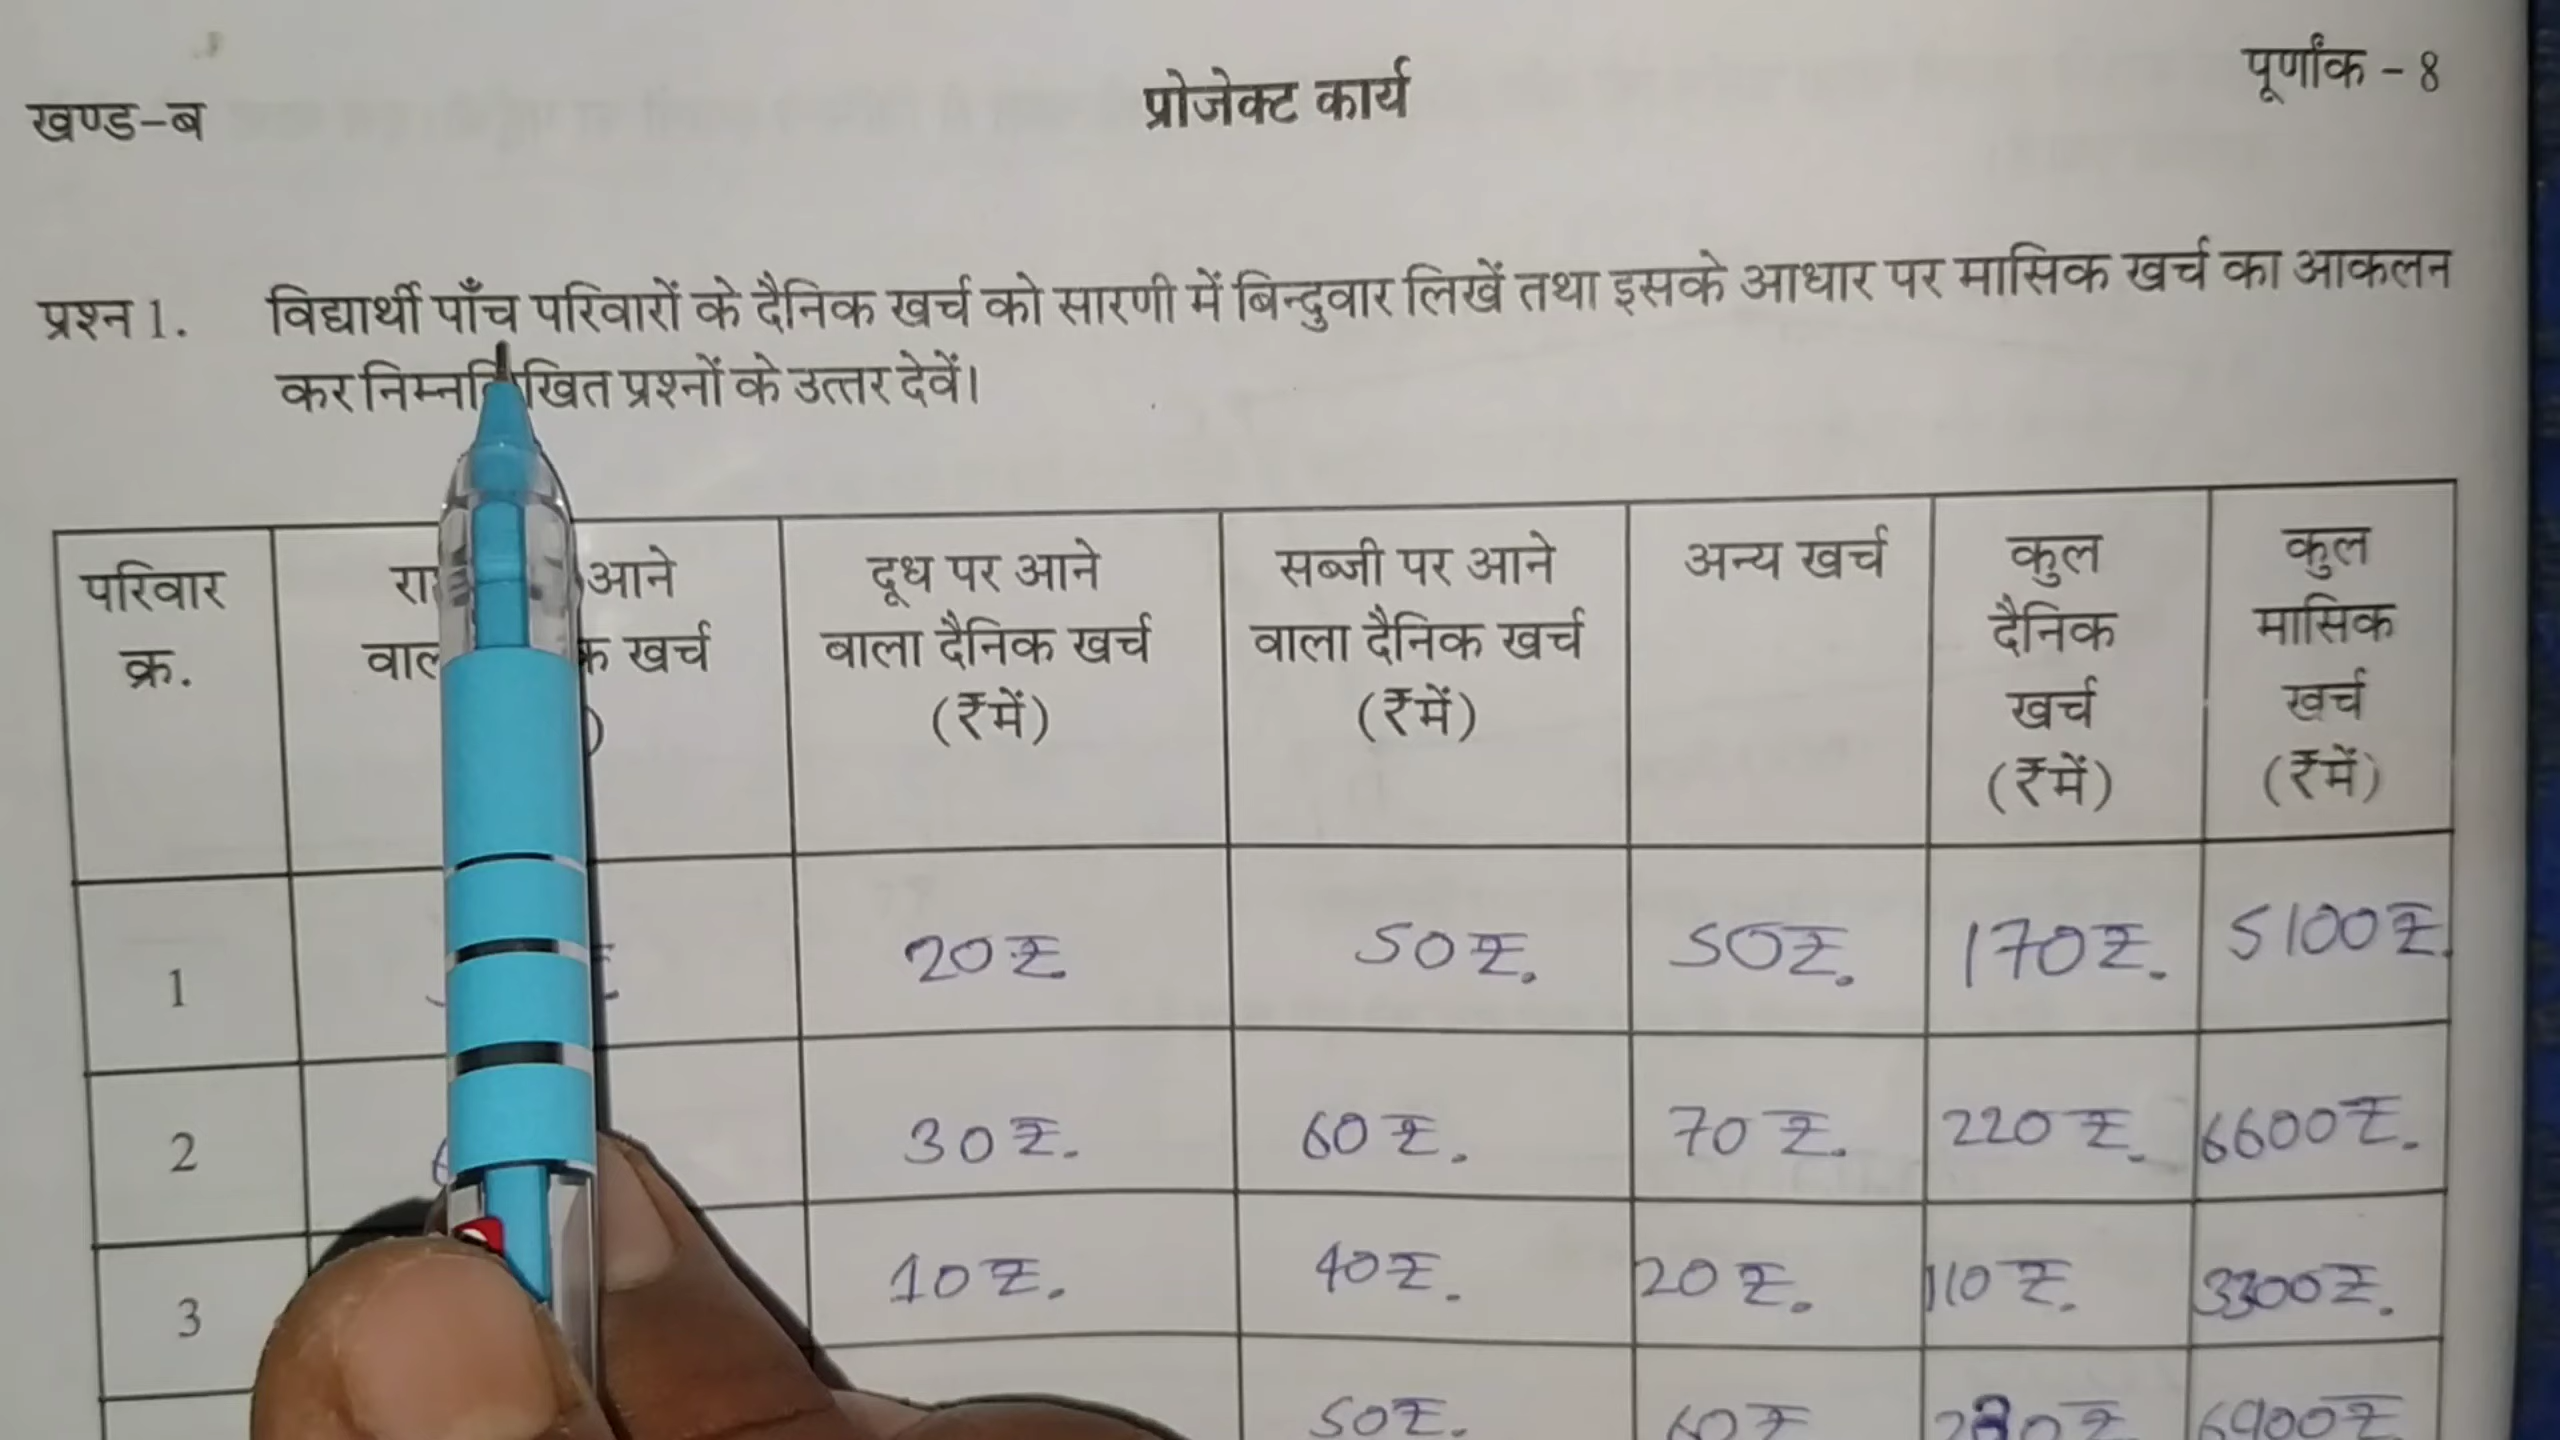 पूर्णांक - 8
खण्ड-ब प्रोजेक्ट कार्य
प्रश्न 1. विद्यार्थी पाँच परिवारों के दैनिक खर्च को सारणी में बिन्दुवार लिखें तथा इसके आधार पर मासिक खर्च का आकलन
कर प्रश्नों के उत्तर देवें।
परिवार
क्र.
आने
खर्च
दूध पर आने
वाला दैनिक खर्च
(₹ में)
सब्जी पर आने
वाला दैनिक खर्च
(₹ में)
अन्य खर्च
कुल
दैनिक
खर्च
(₹ में)
कुल
मासिक
खर्च
(₹ में)
1 20 ₹. 50 ₹. 50 ₹. 170 ₹. 5100 ₹.
2 30 ₹. 60 ₹. 70 ₹. 220 ₹. 6600 ₹.
3 10 ₹. 40 ₹. 20 ₹. 110 ₹. 3300 ₹.
50 ₹. 60 ₹ 6900 ₹